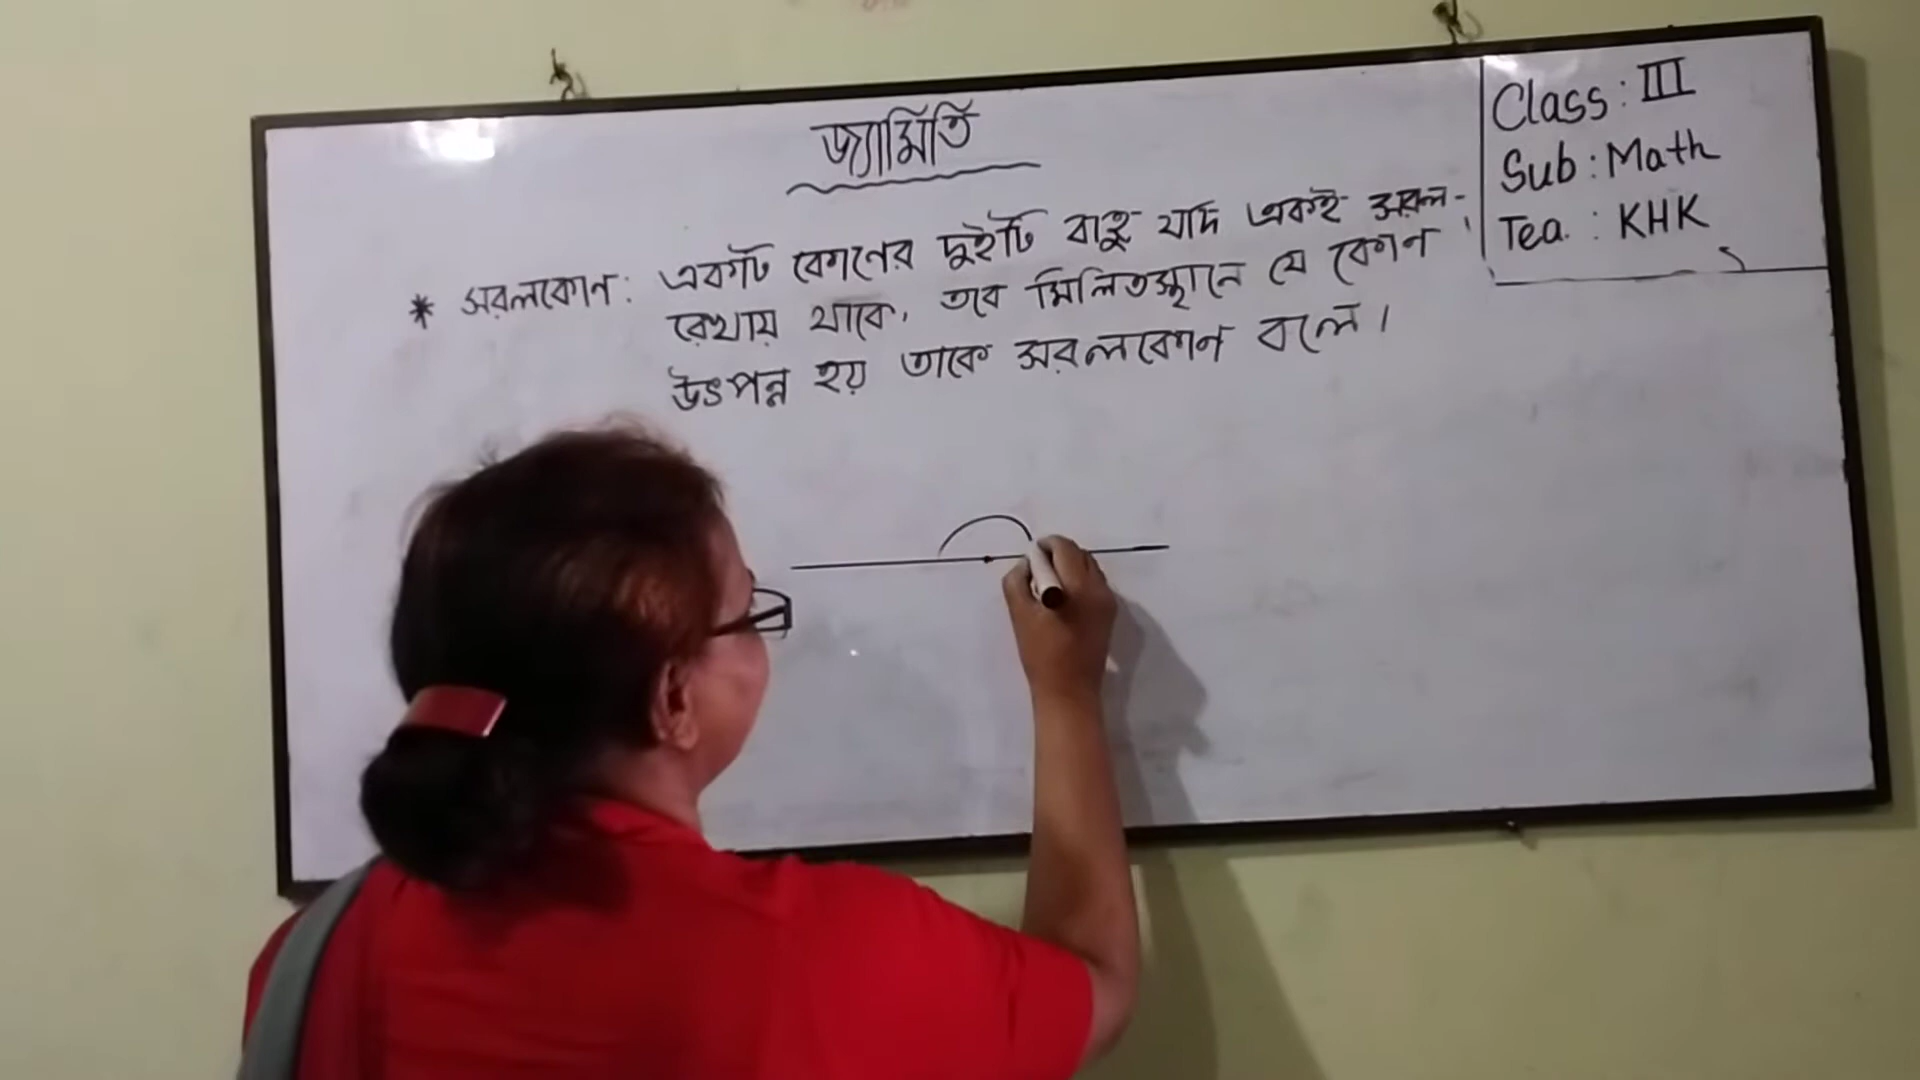 জ্যামিতি
Class : III
Sub : Math
Tea. : KHK
* সরলকোণ : একটি কোণের দুইটি বাহু যদি একই সরল-
রেখায় থাকে, তবে মিলিতস্থানে যে কোণ
উৎপন্ন হয় তাকে সরলকোণ বলে।